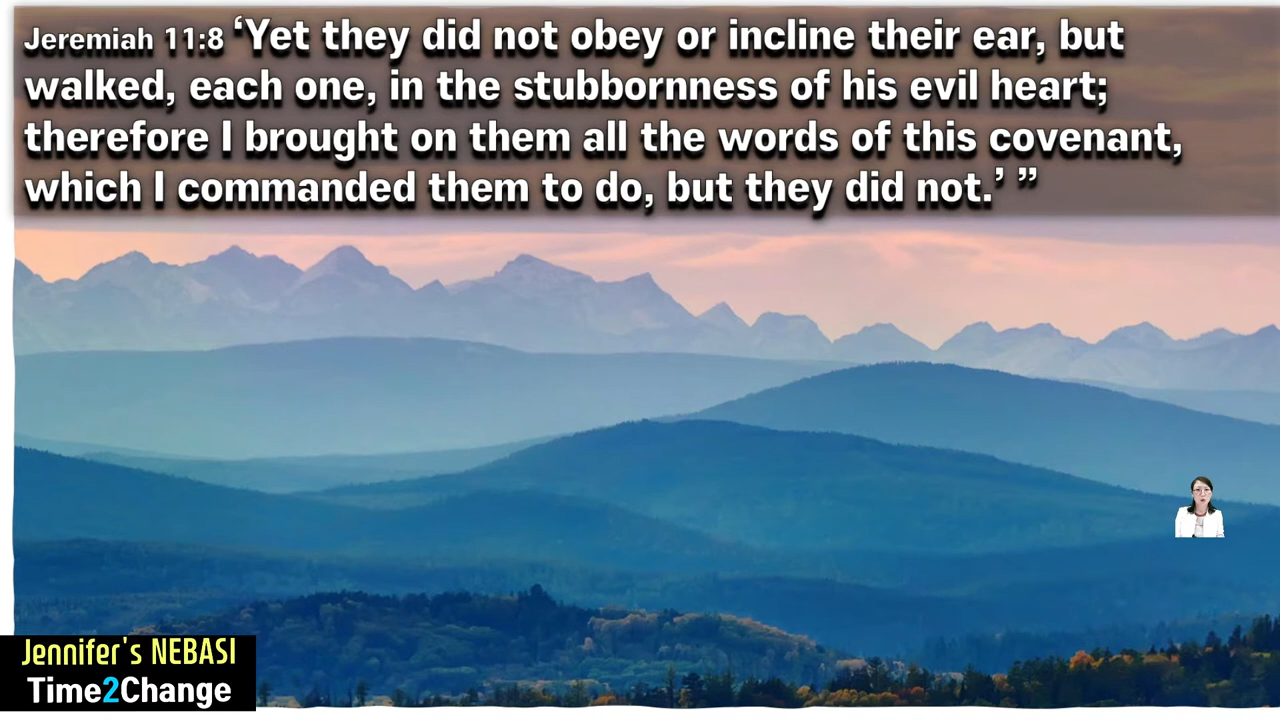 Jeremiah 11:8 ‘Yet they did not obey or incline their ear, but
walked, each one, in the stubbornness of his evil heart;
therefore I brought on them all the words of this covenant,
which I commanded them to do, but they did not.’ ”
Jennifer's NEBASI
Time2Change